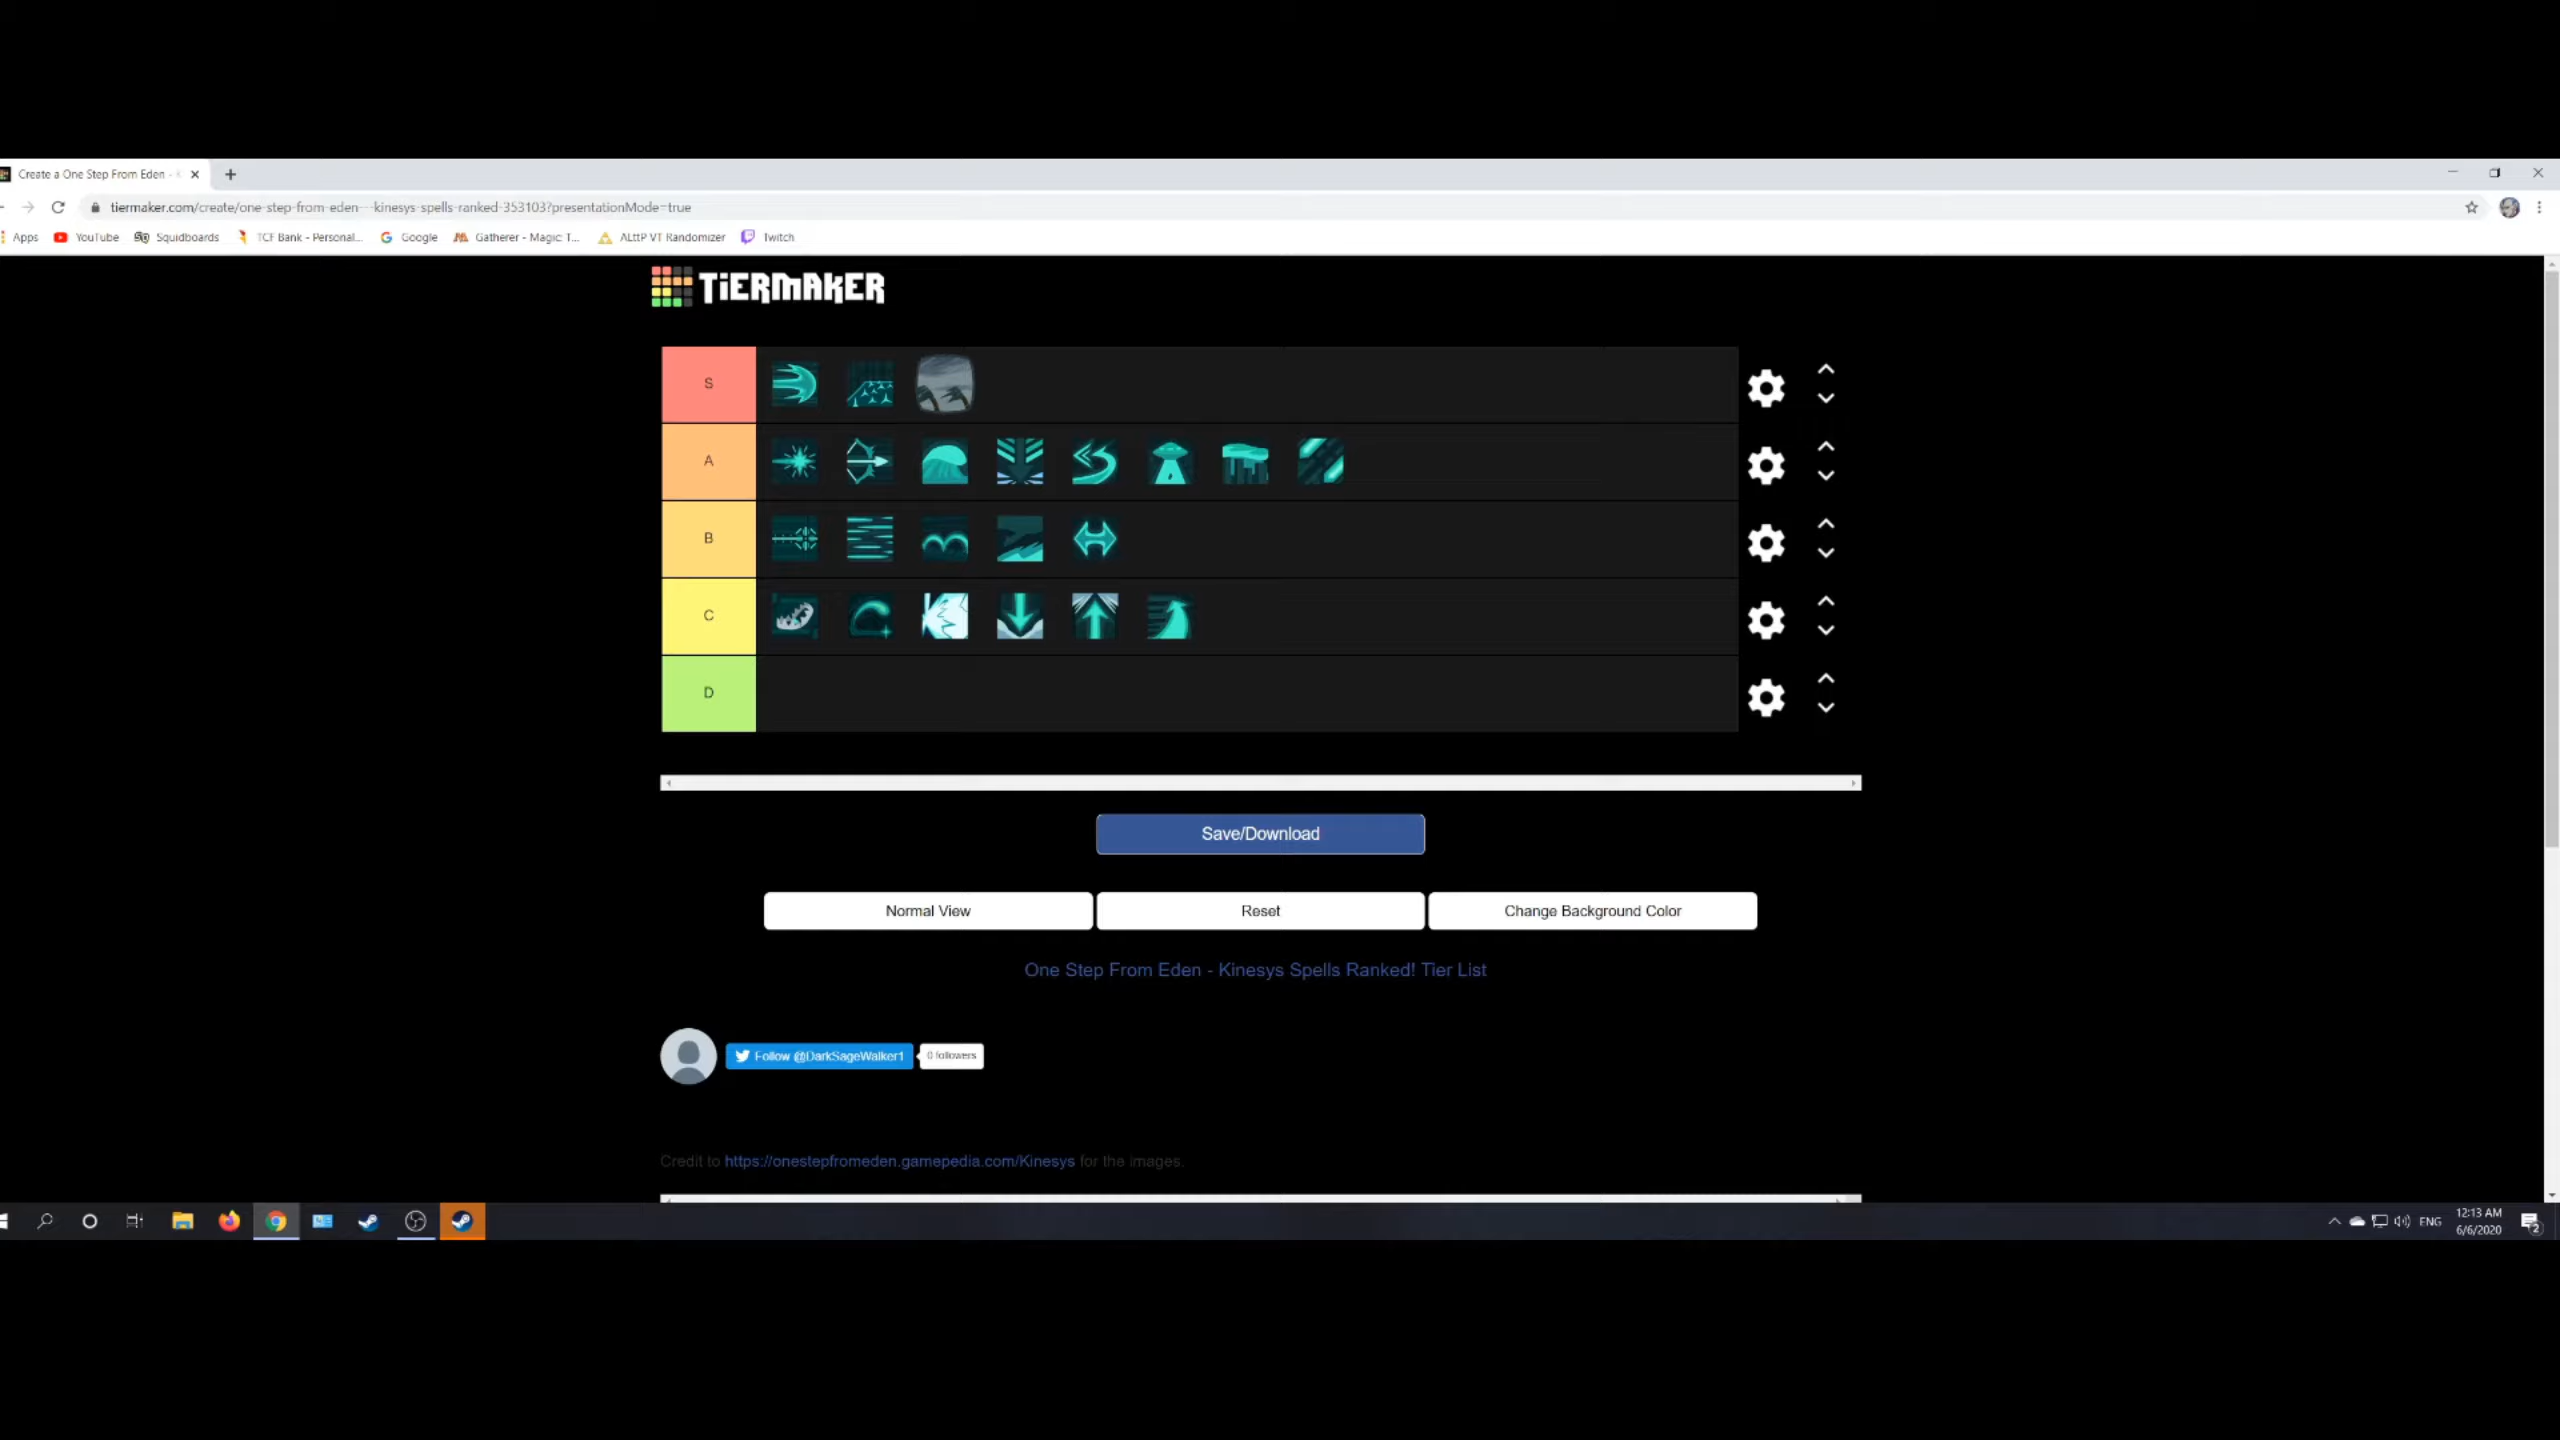 Create a One Step From Eden -
tiermaker.com/create/one-step-from-eden---kinesys-spells-ranked-353103?presentationMode=true
Apps YouTube Squidboards TCF Bank - Personal... Google Gatherer - Magic: T... ALttP VT Randomizer Twitch
TiERMAKER
S
A
B
C
D
Save/Download
Normal View Reset Change Background Color
One Step From Eden - Kinesys Spells Ranked! Tier List
Follow @DarkSageWalker1 0 followers
Credit to https://onestepfromeden.gamepedia.com/Kinesys for the images.
ENG 12:13 AM
6/6/2020
2